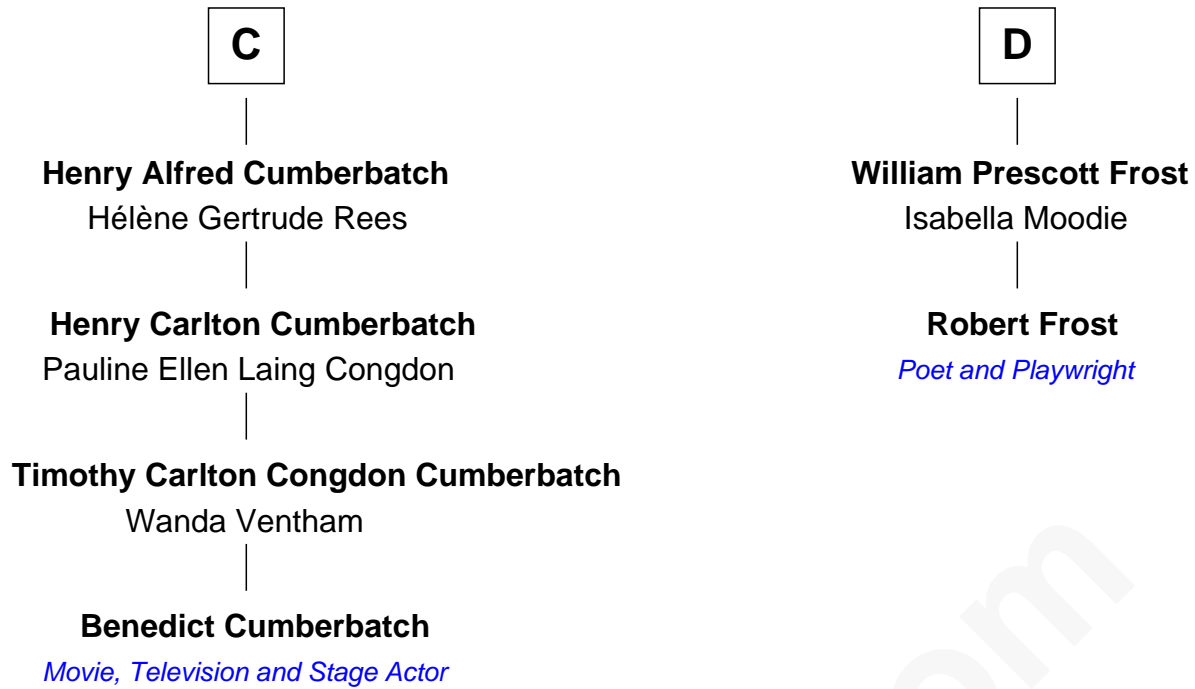 C
Henry Alfred Cumberbatch
Hélène Gertrude Rees
Henry Carlton Cumberbatch
Pauline Ellen Laing Congdon
Timothy Carlton Congdon Cumberbatch
Wanda Ventham
Benedict Cumberbatch
Movie, Television and Stage Actor
D
William Prescott Frost
Isabella Moodie
Robert Frost
Poet and Playwright
om